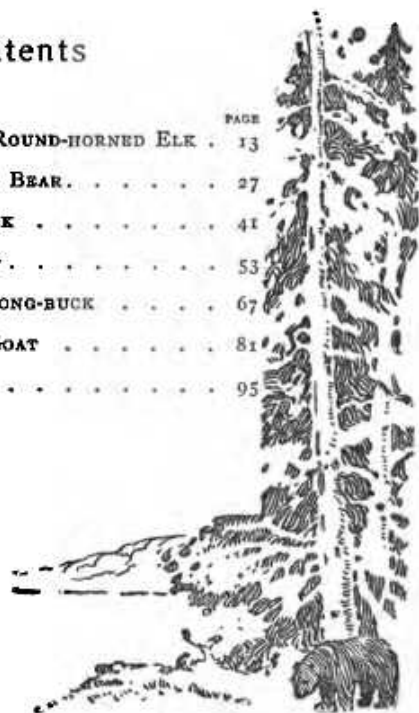 tents
PAGE
ROUND-HORNED ELK . 13
BEAR. . . . . . . 27
K . . . . . . . . 41
. . . . . . . . 53
ONG-BUCK . . . . 67
OAT . . . . . . . 81
. . . . . . . . 95